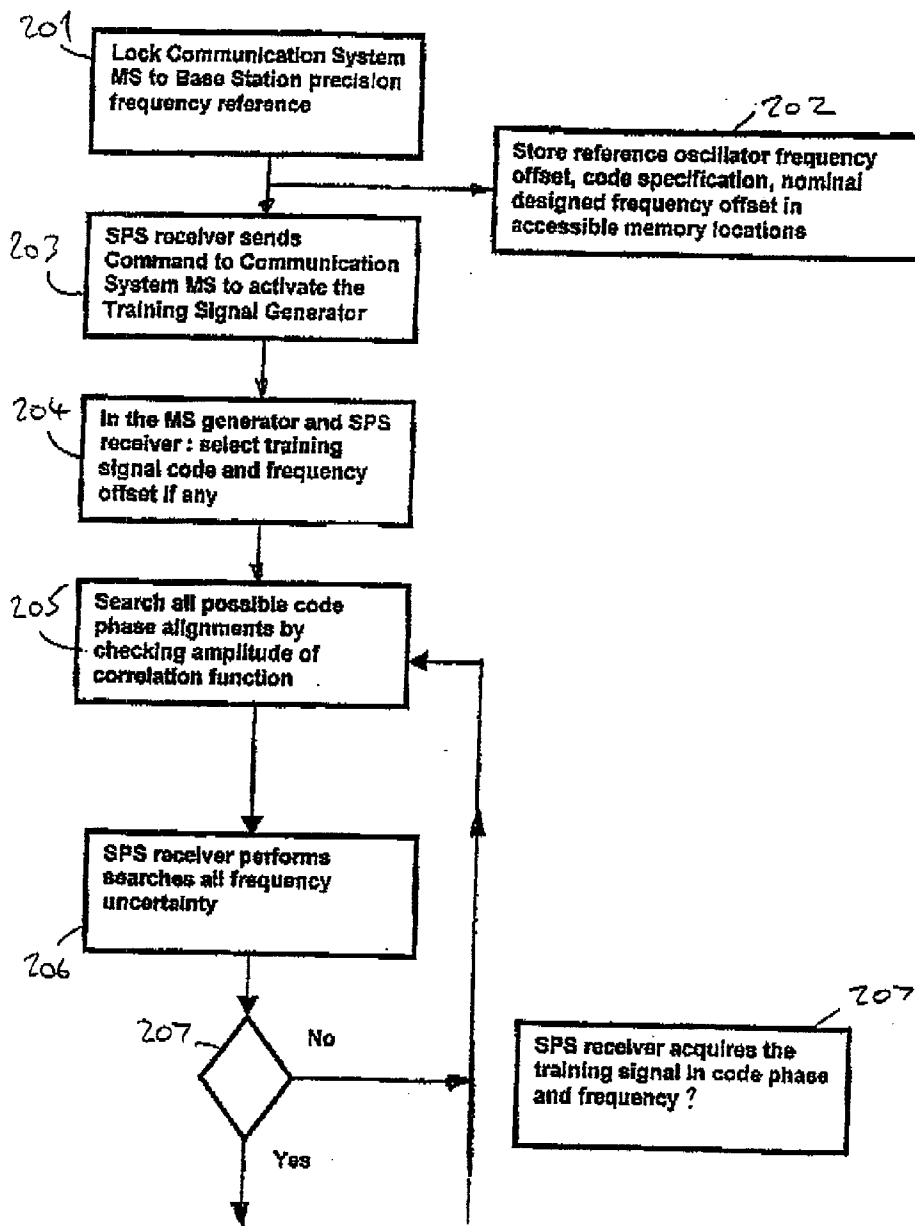 201
Lock Communication System
MS to Base Station precision
frequency reference
202
Store reference oscillator frequency
offset, code specification, nominal
designed frequency offset in
accessible memory locations
203
SPS receiver sends
Command to Communication
System MS to activate the
Training Signal Generator
204
In the MS generator and SPS
receiver : select training
signal code and frequency
offset if any
205
Search all possible code
phase alignments by
checking amplitude of
correlation function
SPS receiver performs
searches all frequency
uncertainty
206
207
No
Yes
207
SPS receiver acquires the
training signal in code phase
and frequency ?